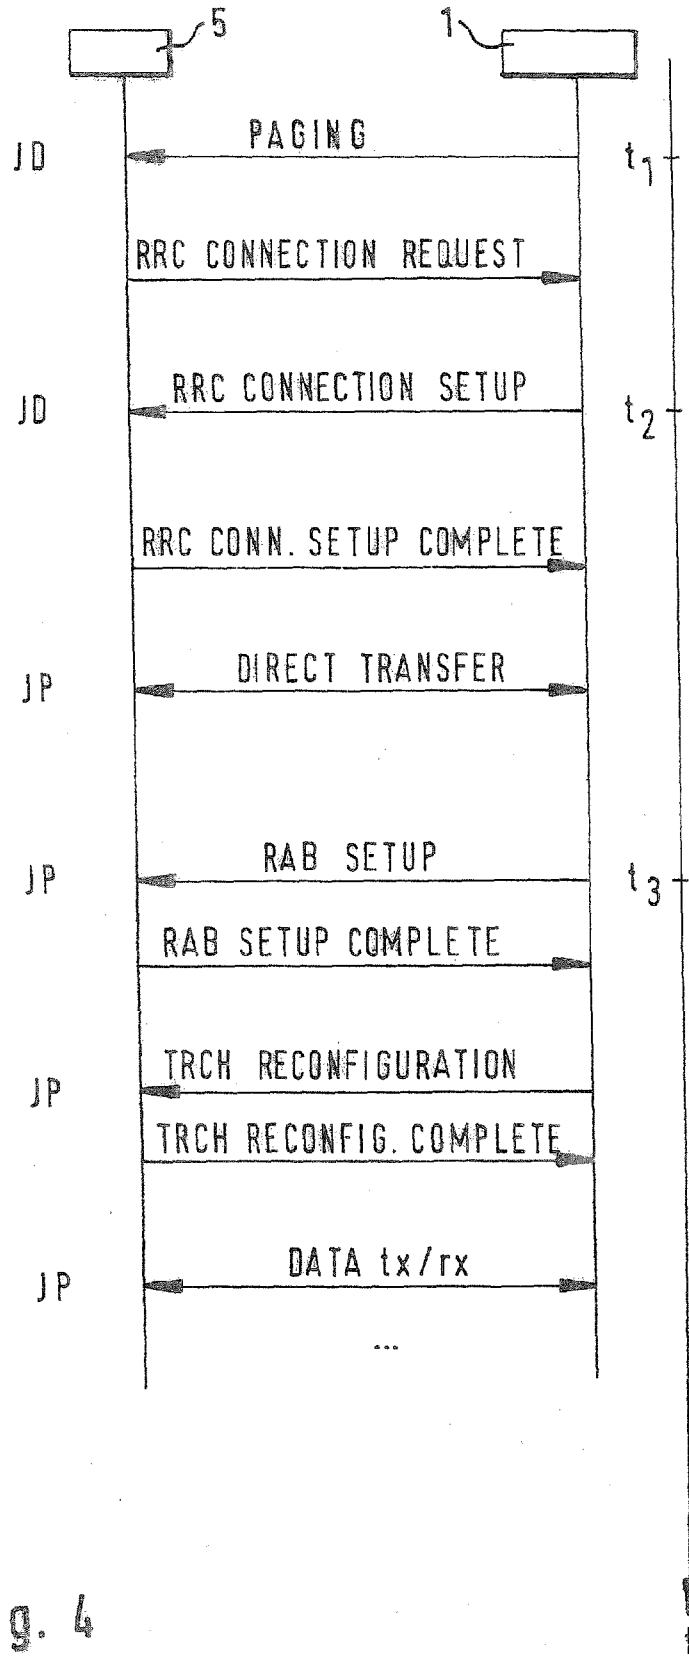 5 1
PAGING
JD t1
RRC CONNECTION REQUEST
RRC CONNECTION SETUP
JD t2
RRC CONN. SETUP COMPLETE
DIRECT TRANSFER
JP
RAB SETUP
JP t3
RAB SETUP COMPLETE
TRCH RECONFIGURATION
JP
TRCH RECONFIG. COMPLETE
DATA tx/rx
JP
...
g. 4